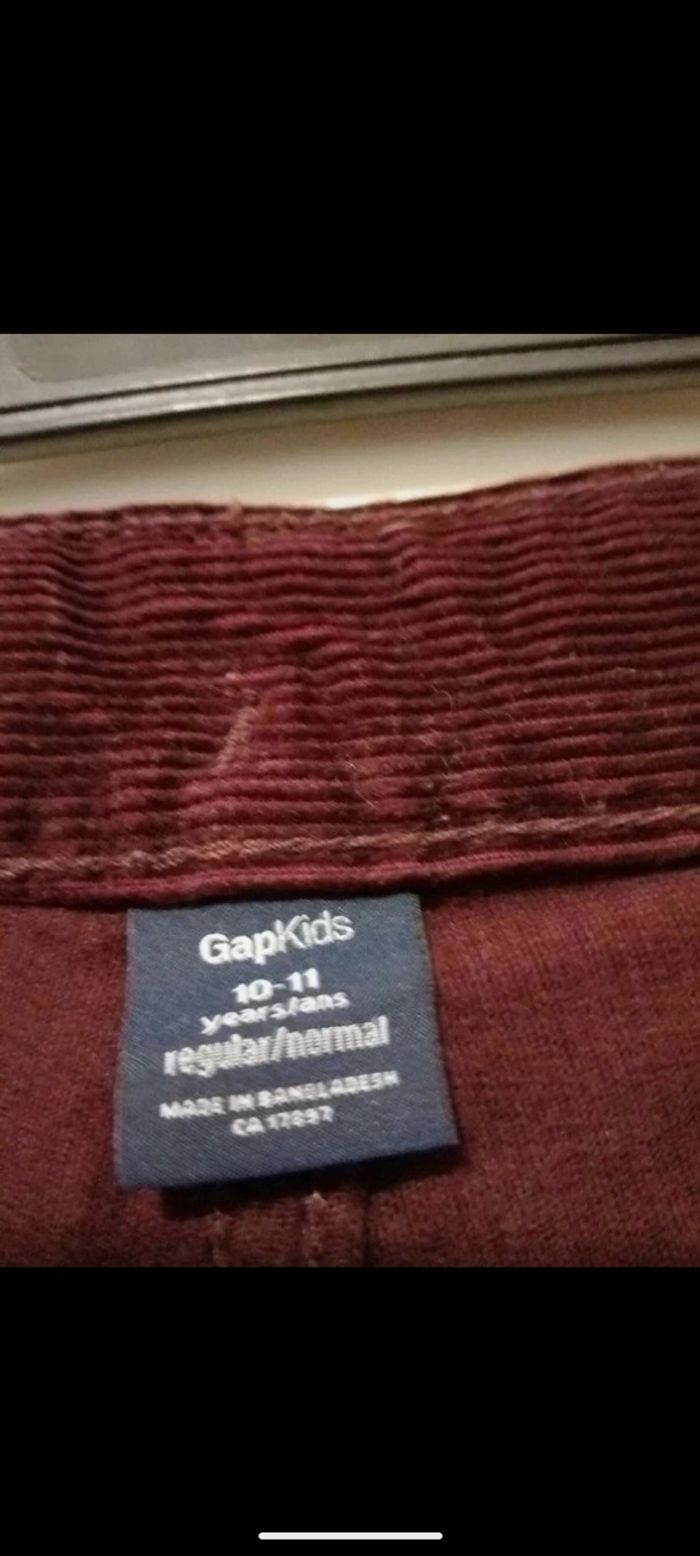 GapKids
10-11
years/ans
regular/normal
MADE IN BANGLADESH
CA 17897